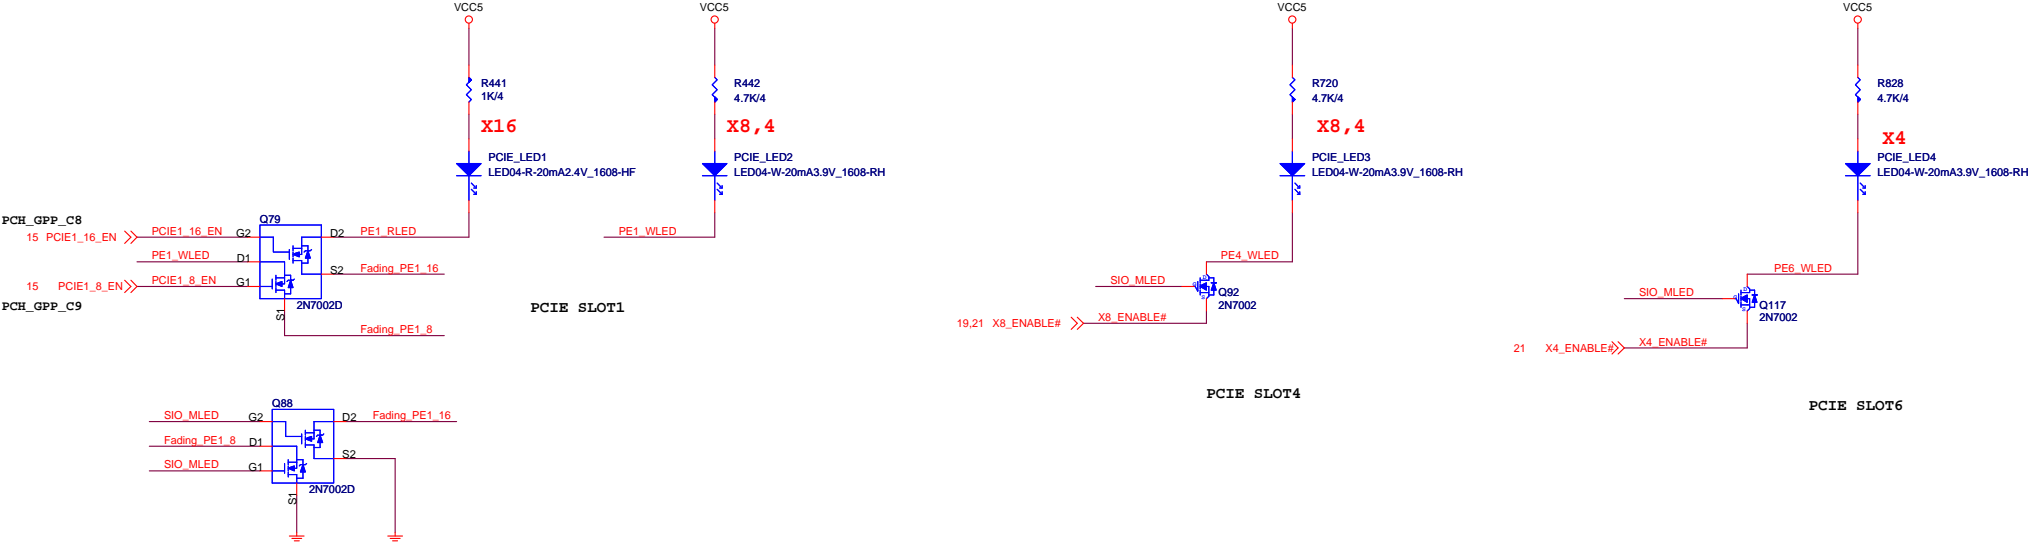 VCC5
VCC5
VCC5
VCC5
R441
1K/4
R442
4.7K/4
R720
4.7K/4
R828
4.7K/4
X16
X8,4
X8,4
X4
PCIE_LED1
LED04-R-20mA2.4V_1608-HF
PCIE_LED2
LED04-W-20mA3.9V_1608-RH
PCIE_LED3
LED04-W-20mA3.9V_1608-RH
PCIE_LED4
LED04-W-20mA3.9V_1608-RH
PCH_GPP_C8
15 PCIE1_16_EN
PCIE1_16_EN
G2
Q79
D2
PE1_RLED
PE1_WLED
PE1_WLED
D1
S2
Fading_PE1_16
15 PCIE1_8_EN
PCIE1_8_EN
G1
PCH_GPP_C9
2N7002D
S1
Fading_PE1_8
PCIE SLOT1
PE4_WLED
SIO_MLED
D
G
S
Q92
2N7002
19,21 X8_ENABLE#
X8_ENABLE#
PCIE SLOT4
PE6_WLED
SIO_MLED
D
G
S
Q117
2N7002
21 X4_ENABLE#
X4_ENABLE#
PCIE SLOT6
Q88
SIO_MLED
G2
D2
Fading_PE1_16
Fading_PE1_8
D1
S2
SIO_MLED
G1
2N7002D
S1